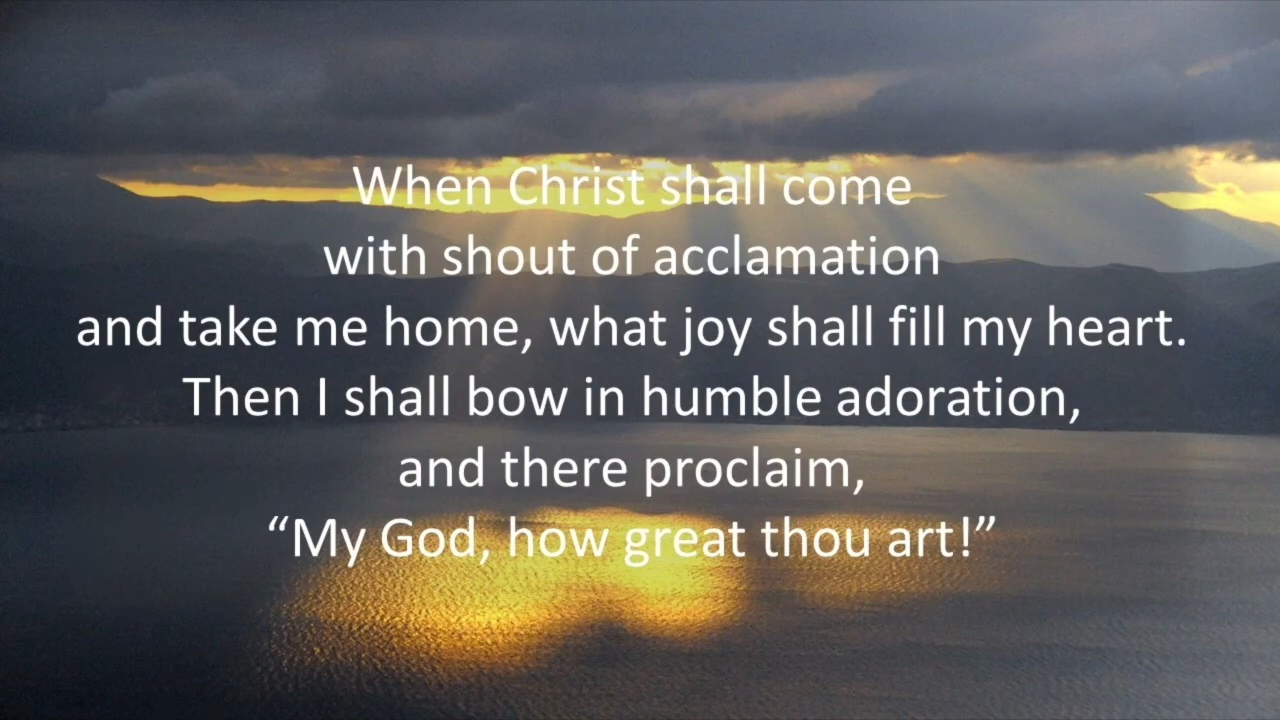 When Christ shall come
with shout of acclamation
and take me home, what joy shall fill my heart.
Then I shall bow in humble adoration,
and there proclaim,
“My God, how great thou art!”